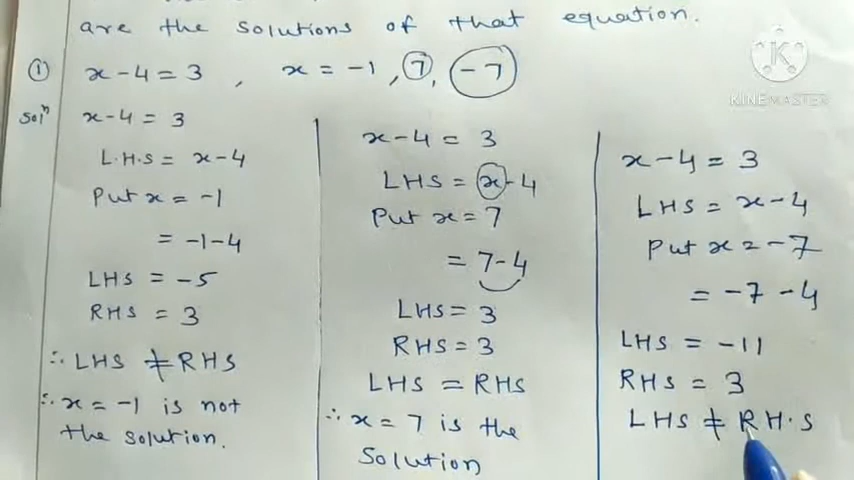 are the solutions of that equation.
① x-4=3 , x = -1, 7, -7
Solⁿ x-4 = 3
L.H.S = x-4
Put x = -1
= -1-4
LHS = -5
RHS = 3
∴ LHS ≠ RHS
∴ x = -1 is not
the solution.
x-4 = 3
LHS = x-4
Put x = 7
= 7-4
LHS = 3
RHS = 3
LHS = RHS
∴ x = 7 is the
Solution
x-4 = 3
LHS = x-4
Put x = -7
= -7 -4
LHS = -11
RHS = 3
LHS ≠ RH.S
KINEMASTER